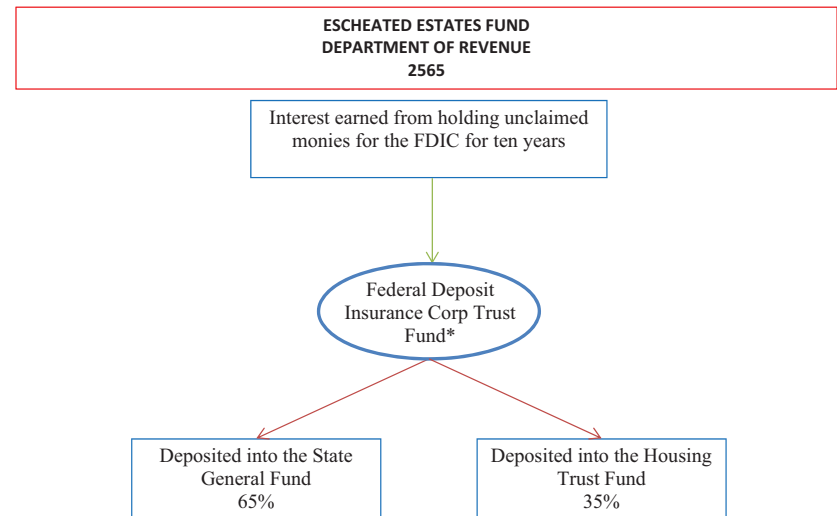 ESCHEATED ESTATES FUND
DEPARTMENT OF REVENUE
2565
Interest earned from holding unclaimed
monies for the FDIC for ten years
Federal Deposit
Insurance Corp Trust
Fund*
Deposited into the State
General Fund
65%
Deposited into the Housing
Trust Fund
35%